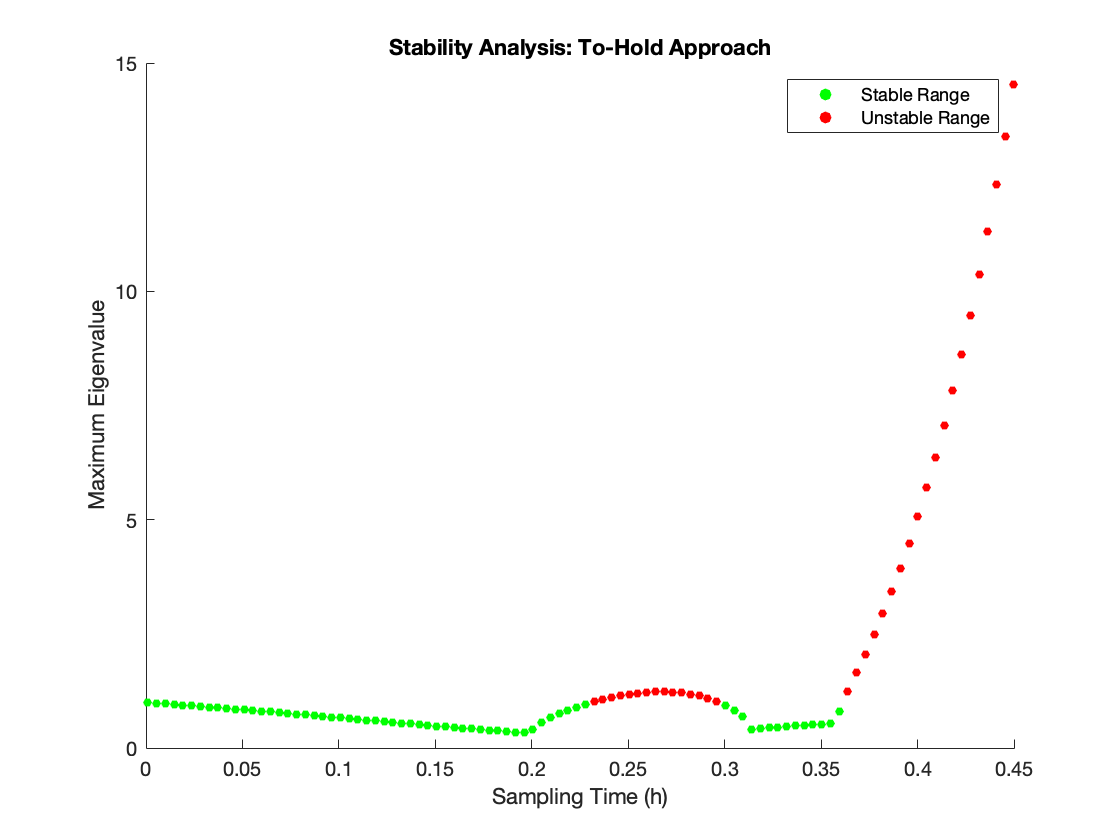 Stability Analysis: To-Hold Approach
15
Stable Range
Unstable Range
10
Maximum Eigenvalue
5
0
0 0.05 0.1 0.15 0.2 0.25 0.3 0.35 0.4 0.45
Sampling Time (h)